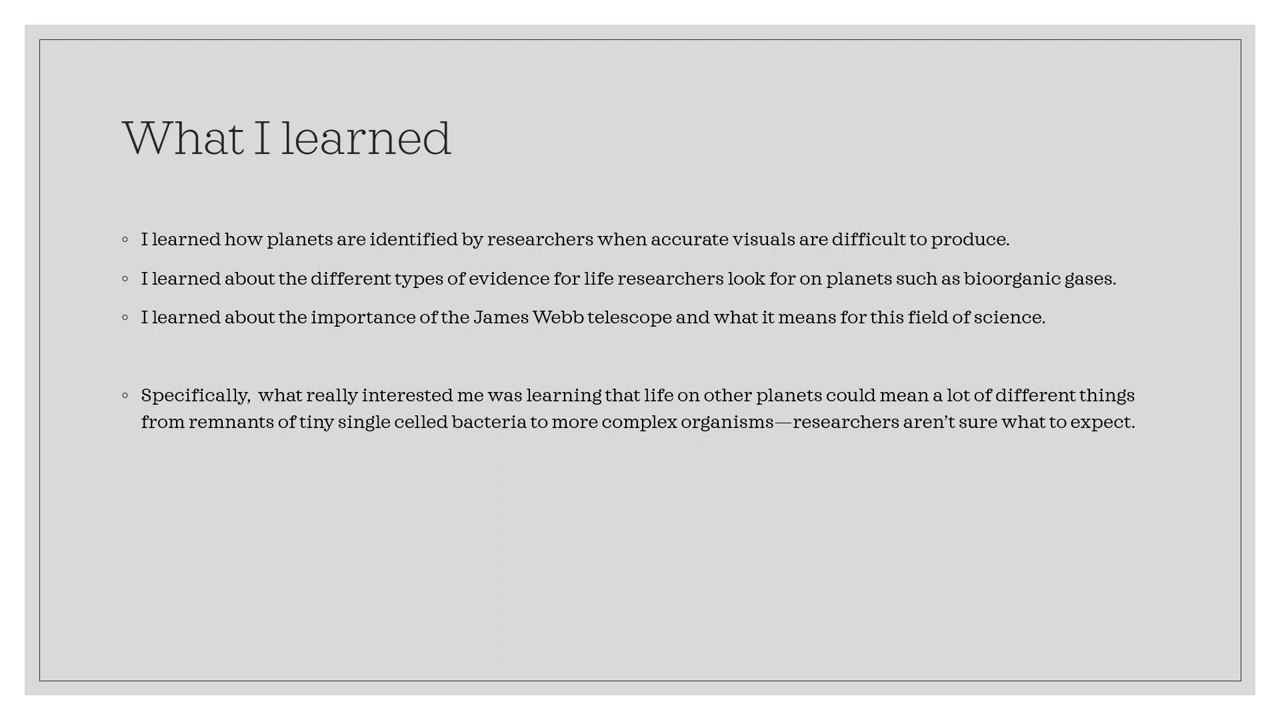 What I learned
◦ I learned how planets are identified by researchers when accurate visuals are difficult to produce.
◦ I learned about the different types of evidence for life researchers look for on planets such as bioorganic gases.
◦ I learned about the importance of the James Webb telescope and what it means for this field of science.
◦ Specifically,  what really interested me was learning that life on other planets could mean a lot of different things
from remnants of tiny single celled bacteria to more complex organisms—researchers aren’t sure what to expect.